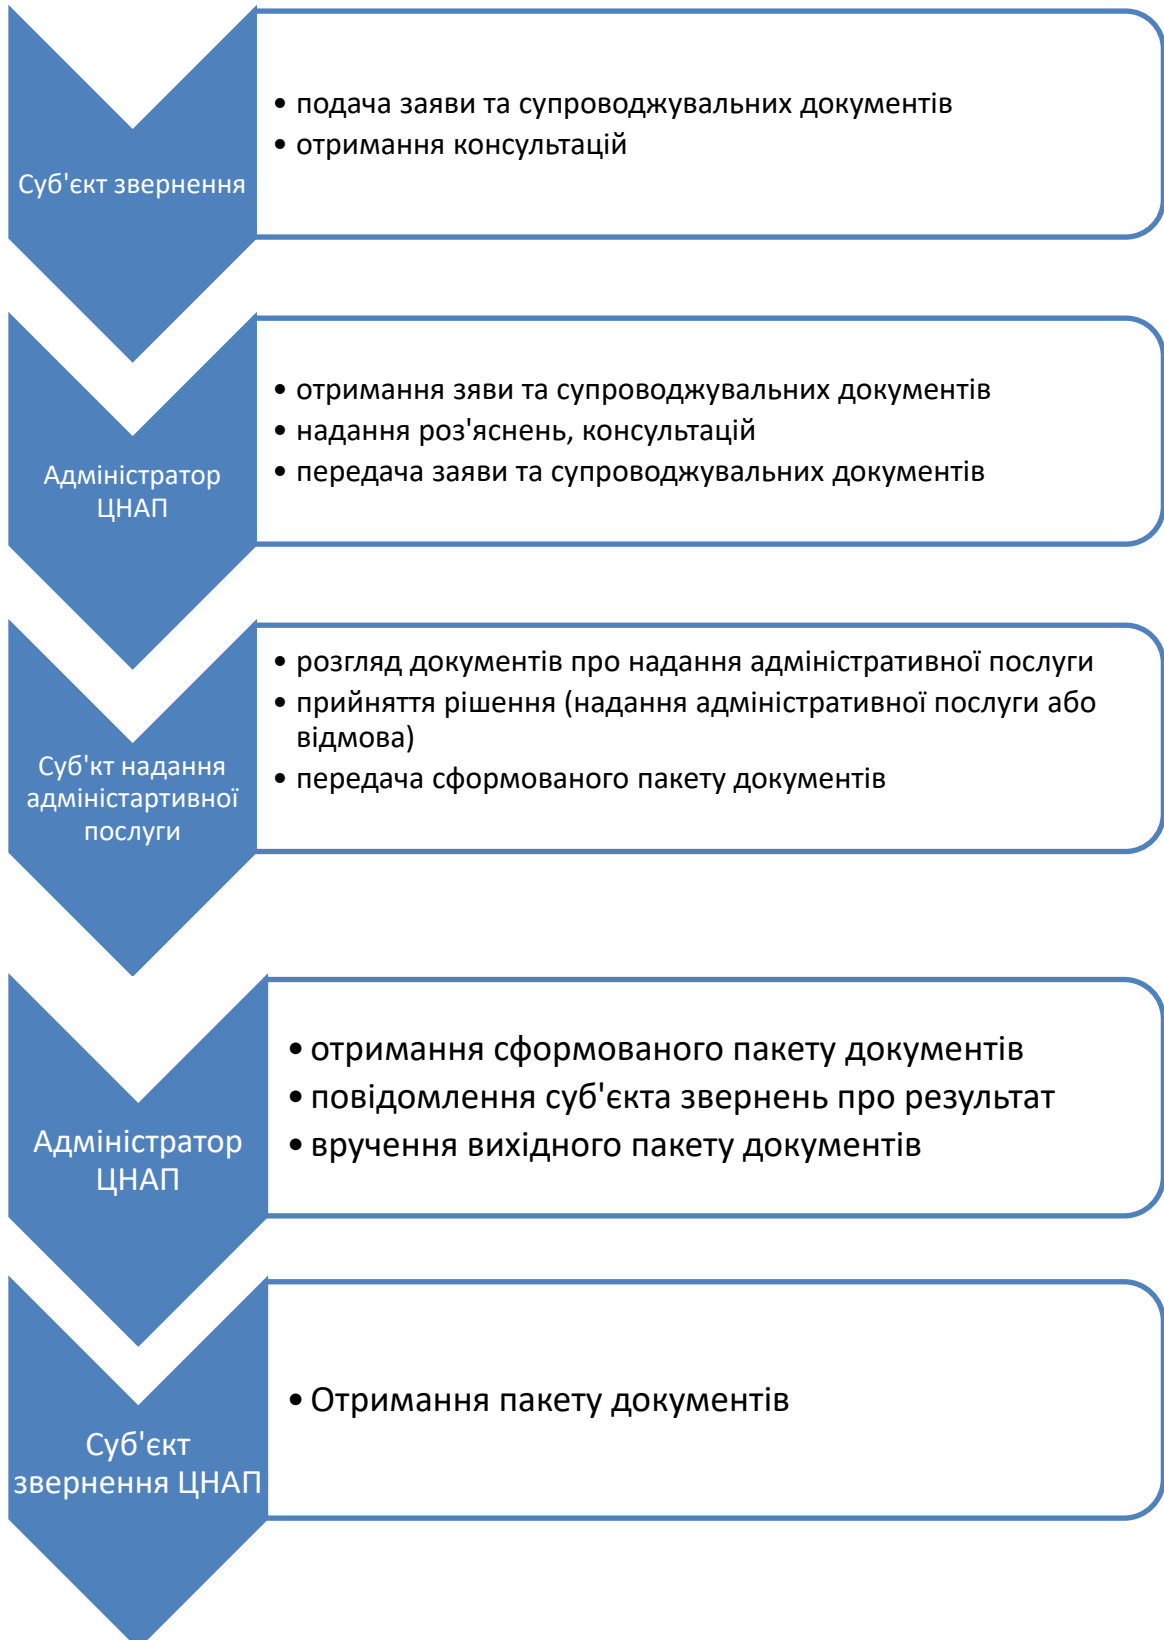 Суб'єкт звернення
• подача заяви та супроводжувальних документів
• отримання консультацій
Адміністратор
ЦНАП
• отримання зяви та супроводжувальних документів
• надання роз'яснень, консультацій
• передача заяви та супроводжувальних документів
Суб'кт надання
адміністартивної
послуги
• розгляд документів про надання адміністративної послуги
• прийняття рішення (надання адміністративної послуги або
відмова)
• передача сформованого пакету документів
Адміністратор
ЦНАП
• отримання сформованого пакету документів
• повідомлення суб'єкта звернень про результат
• вручення вихідного пакету документів
Суб'єкт
звернення ЦНАП
• Отримання пакету документів